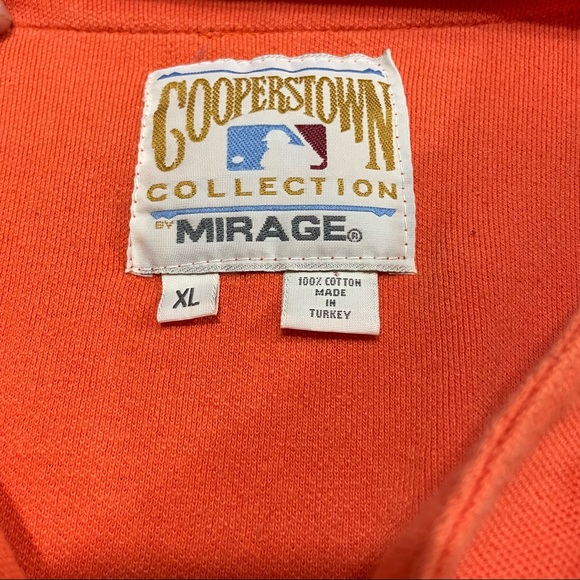 COOPERSTOWN
COLLECTION
BY MIRAGE®
XL
100% COTTON
MADE
IN
TURKEY